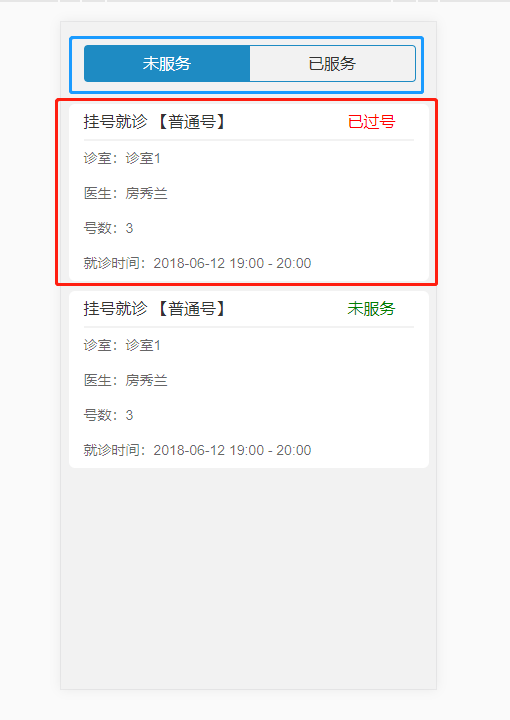 未服务 已服务
挂号就诊 【普通号】 已过号
诊室：诊室1
医生：房秀兰
号数：3
就诊时间：2018-06-12 19:00 - 20:00
挂号就诊 【普通号】 未服务
诊室：诊室1
医生：房秀兰
号数：3
就诊时间：2018-06-12 19:00 - 20:00